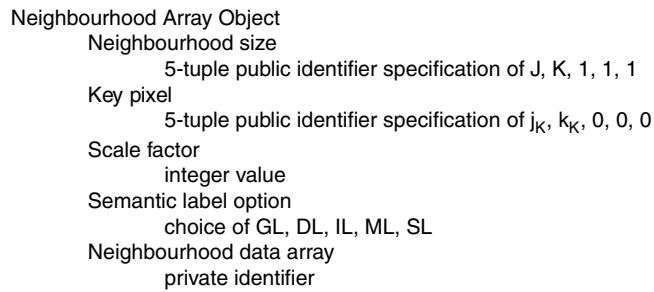 Neighbourhood Array Object
Neighbourhood size
5-tuple public identifier specification of J, K, 1, 1, 1
Key pixel
5-tuple public identifier specification of jK, kK, 0, 0, 0
Scale factor
integer value
Semantic label option
choice of GL, DL, IL, ML, SL
Neighbourhood data array
private identifier